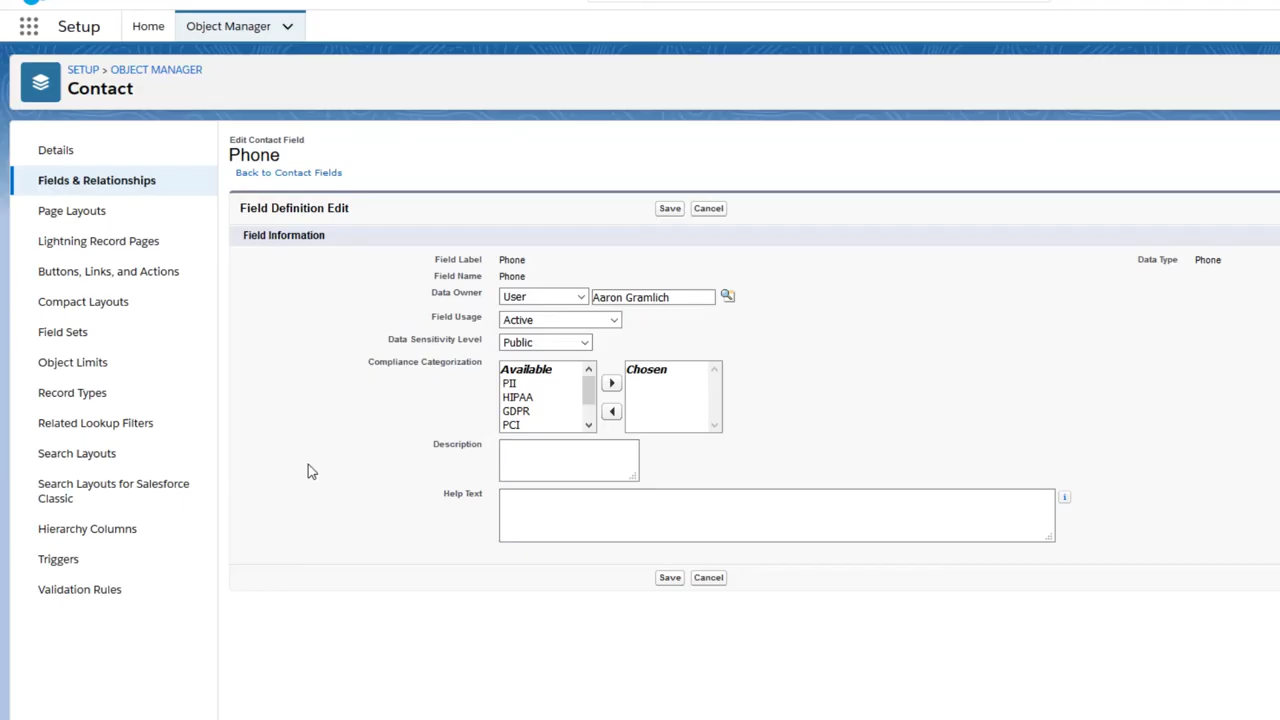 Setup
Home
Object Manager
SETUP > OBJECT MANAGER
Contact
Details
Fields & Relationships
Page Layouts
Lightning Record Pages
Buttons, Links, and Actions
Compact Layouts
Field Sets
Object Limits
Record Types
Related Lookup Filters
Search Layouts
Search Layouts for Salesforce
Classic
Hierarchy Columns
Triggers
Validation Rules
Edit Contact Field
Phone
Back to Contact Fields
Field Definition Edit
Save
Cancel
Field Information
Field Label Phone
Data Type Phone
Field Name Phone
Data Owner User Aaron Gramlich
Field Usage Active
Data Sensitivity Level Public
Compliance Categorization
Available
PII
HIPAA
GDPR
PCI
Chosen
Description
Help Text
i
Save
Cancel